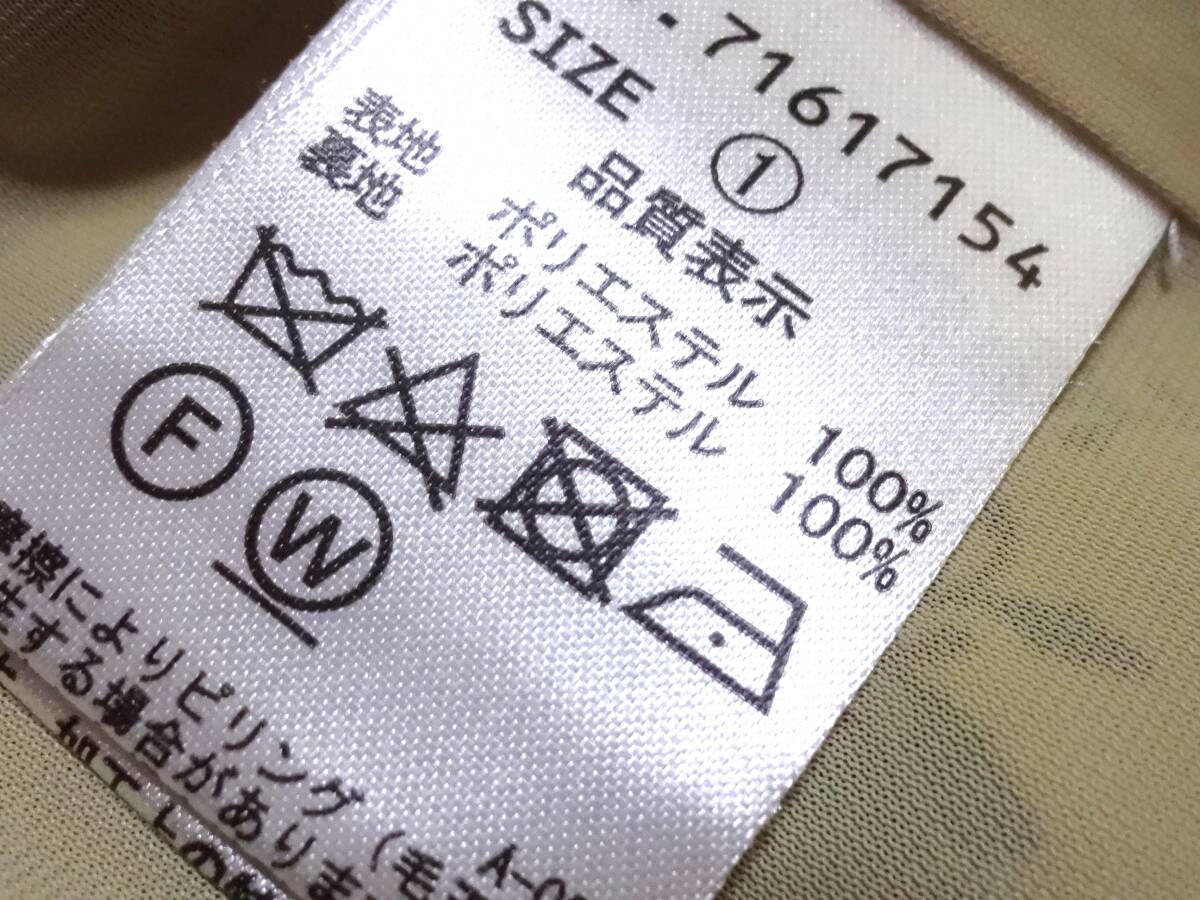 -71617154
SIZE ①
品質表示
表地 ポリエステル 100%
裏地 ポリエステル 100%
F W
摩擦によりピリング(毛玉
生する場合があります
A-0